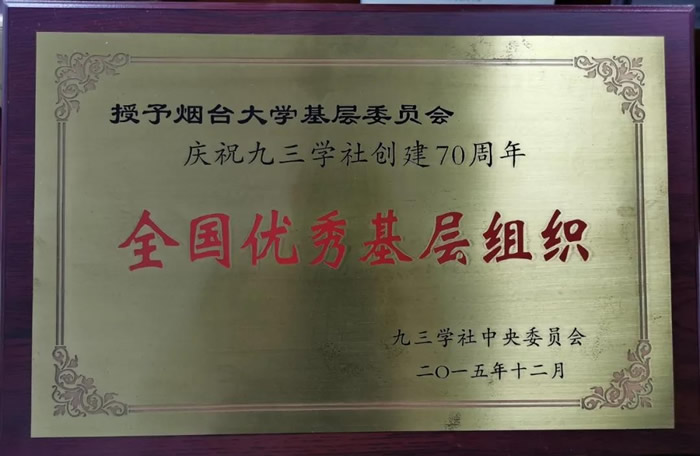 授予烟台大学基层委员会
庆祝九三学社创建70周年
全国优秀基层组织
九三学社中央委员会
二〇一五年十二月